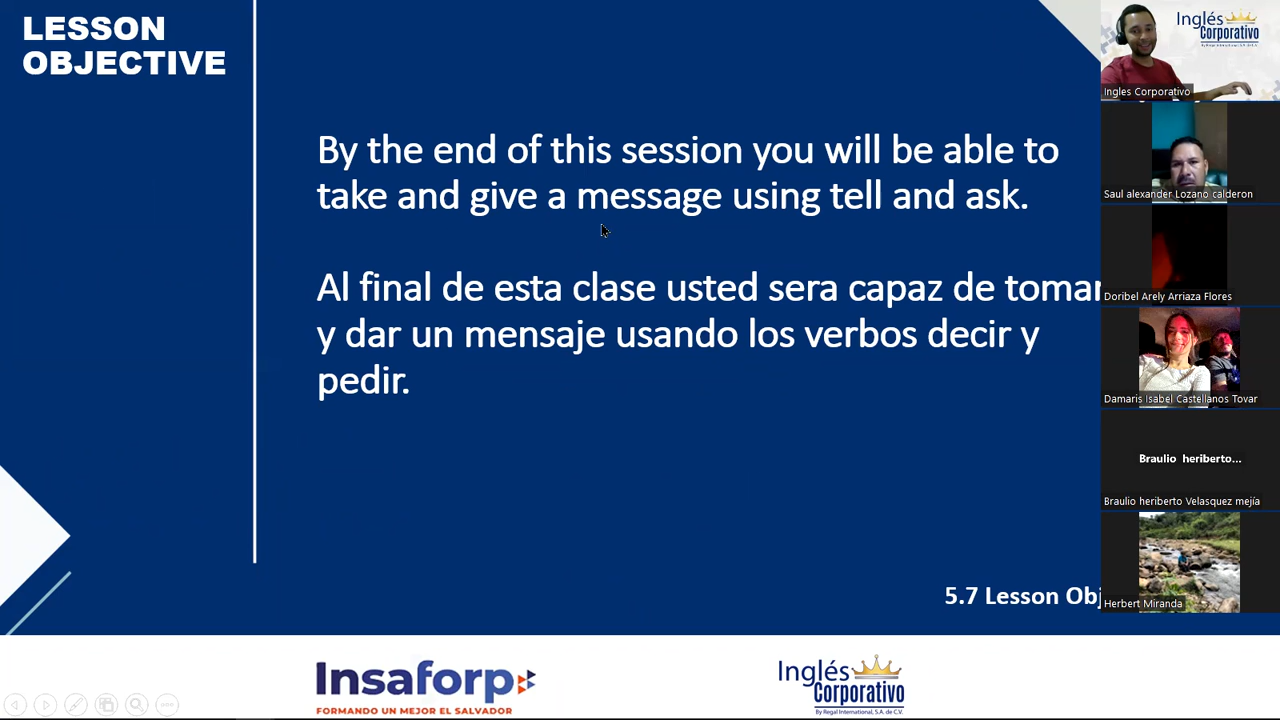 LESSON
OBJECTIVE
By the end of this session you will be able to
take and give a message using tell and ask.
Al final de esta clase usted sera capaz de tomar
y dar un mensaje usando los verbos decir y
pedir.
5.7 Lesson Obj
Insaforp
FORMANDO UN MEJOR EL SALVADOR
Inglés
Corporativo
By Regal International, S.A. de C.V.
Inglés
Corporativo
By Regal International, S.A. de C.V.
Ingles Corporativo
Saul alexander Lozano calderon
Doribel Arely Arriaza Flores
Damaris Isabel Castellanos Tovar
Braulio heriberto...
Braulio heriberto Velasquez mejía
Herbert Miranda